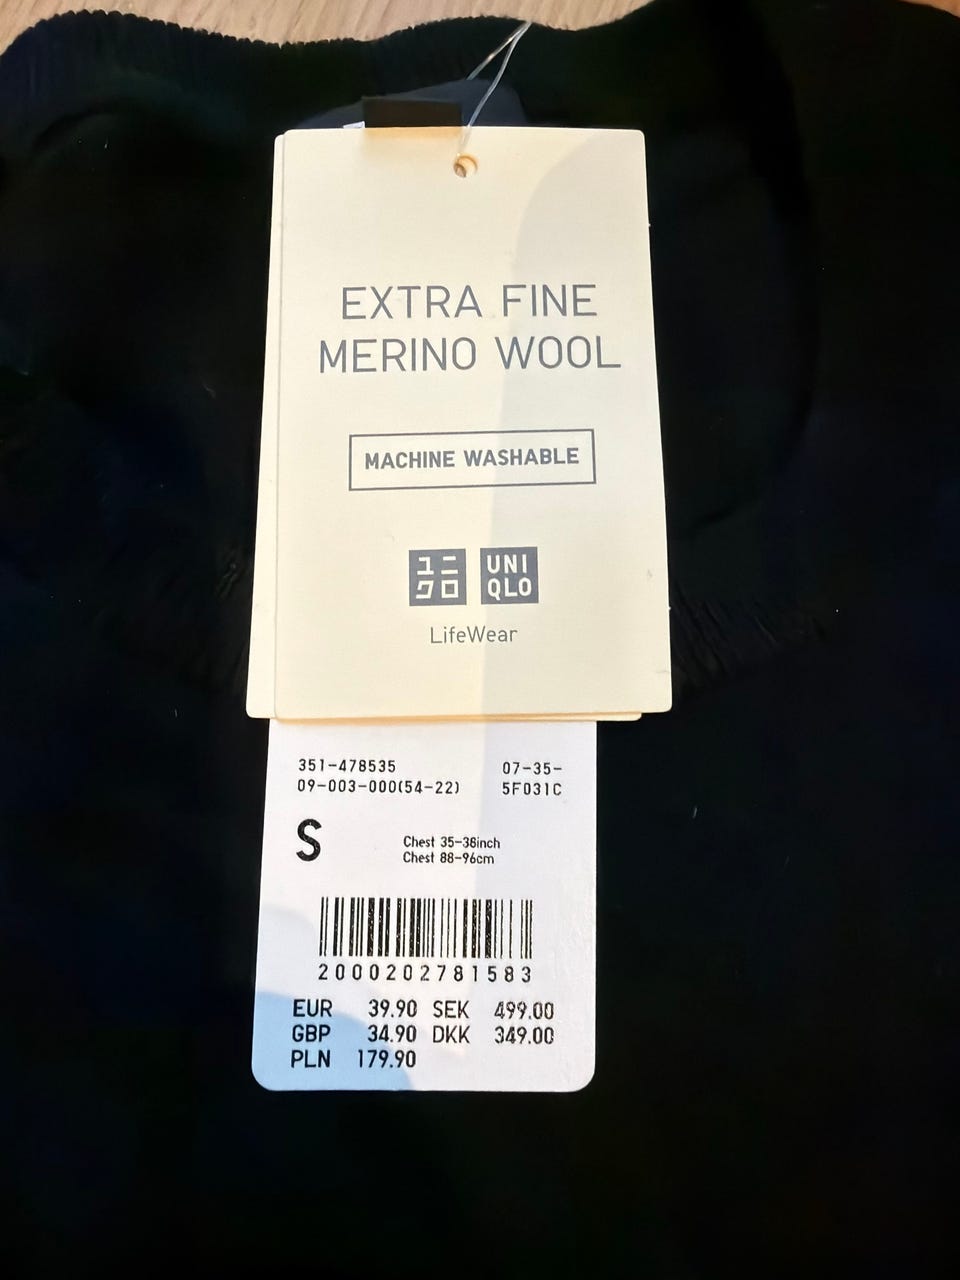 EXTRA FINE
MERINO WOOL
MACHINE WASHABLE
ユニ UNI
クロ QLO
LifeWear
351-478535 07-35-
09-003-000(54-22) 5F031C
S
Chest 35-38inch
Chest 88-96cm
2000202781583
EUR 39.90 SEK 499.00
GBP 34.90 DKK 349.00
PLN 179.90